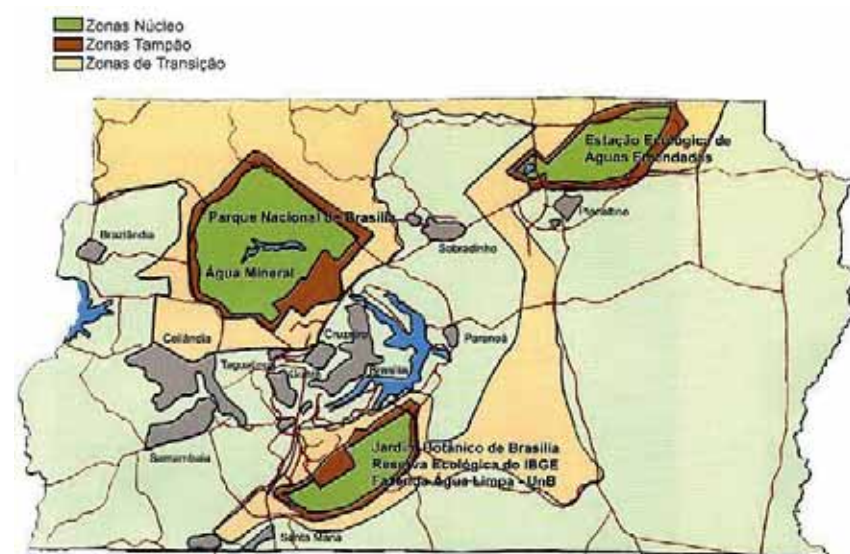 Zonas Núcleo
Zonas Tampão
Zonas de Transição
Estação Ecológica de
Águas Emendadas
Parque Nacional de Brasília
Brazlândia
Planaltina
Sobradinho
Água Mineral
Ceilândia
Cruzeiro
Paranoá
Taguatinga
Brasília
Samambaia
Jardim Botânico de Brasília
Reserva Ecológica do IBGE
Fazenda Água Limpa - UnB
Santa Maria